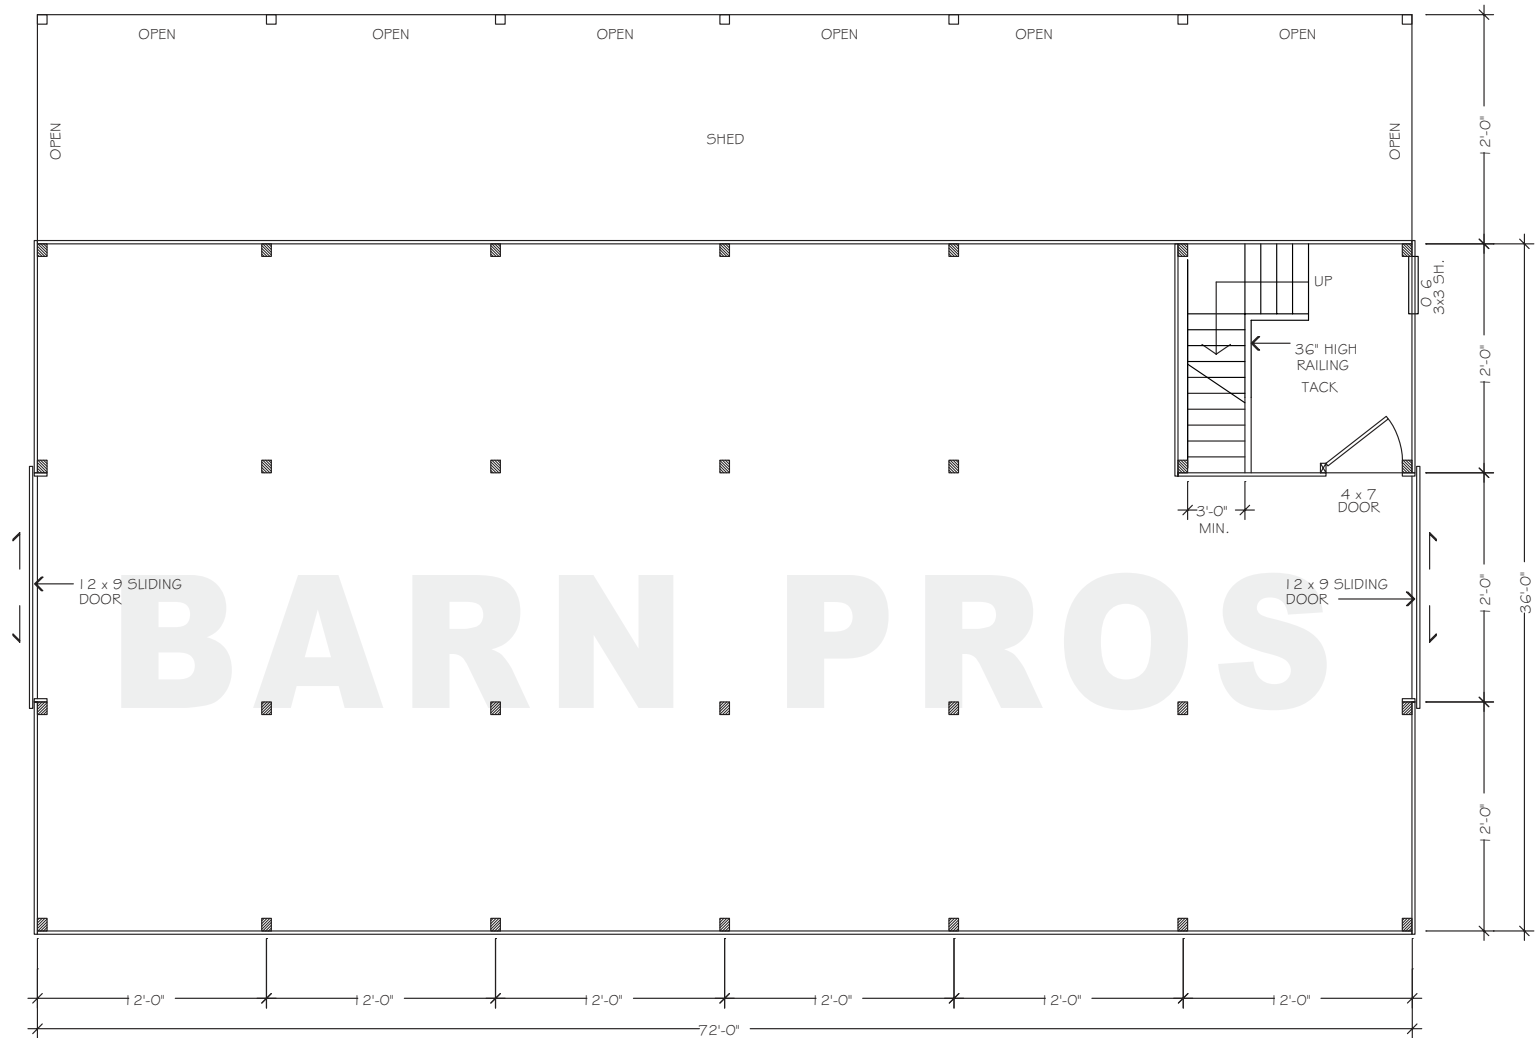 OPEN OPEN OPEN OPEN OPEN OPEN
OPEN
SHED
OPEN
12'-0"
UP
3x3 SH.
36" HIGH
RAILING
TACK
12'-0"
4 x 7
DOOR
3'-0"
MIN.
12 x 9 SLIDING
DOOR
BARN PROS
12 x 9 SLIDING
DOOR
12'-0"
36'-0"
12'-0"
12'-0" 12'-0" 12'-0" 12'-0" 12'-0" 12'-0"
72'-0"